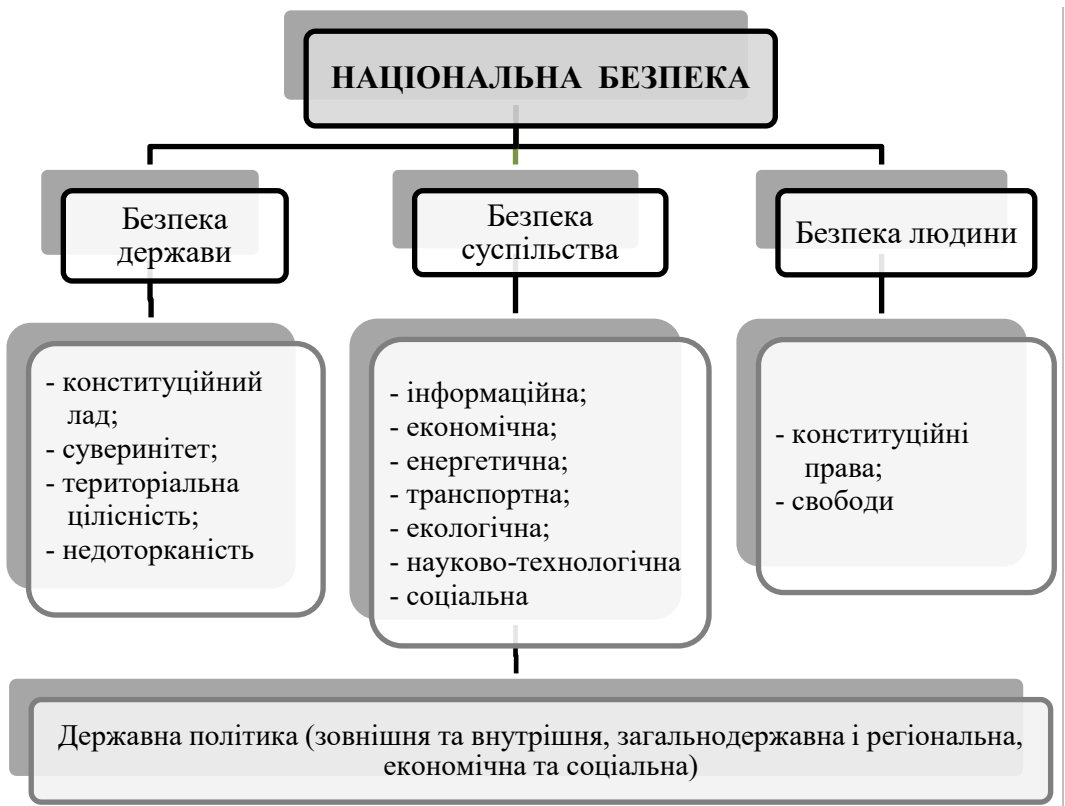 НАЦІОНАЛЬНА БЕЗПЕКА
Безпека
держави
Безпека
суспільства
Безпека людини
- конституційний
лад;
- суверинітет;
- територіальна
цілісність;
- недоторканість
- інформаційна;
- економічна;
- енергетична;
- транспортна;
- екологічна;
- науково-технологічна
- соціальна
- конституційні
права;
- свободи
Державна політика (зовнішня та внутрішня, загальнодержавна і регіональна,
економічна та соціальна)